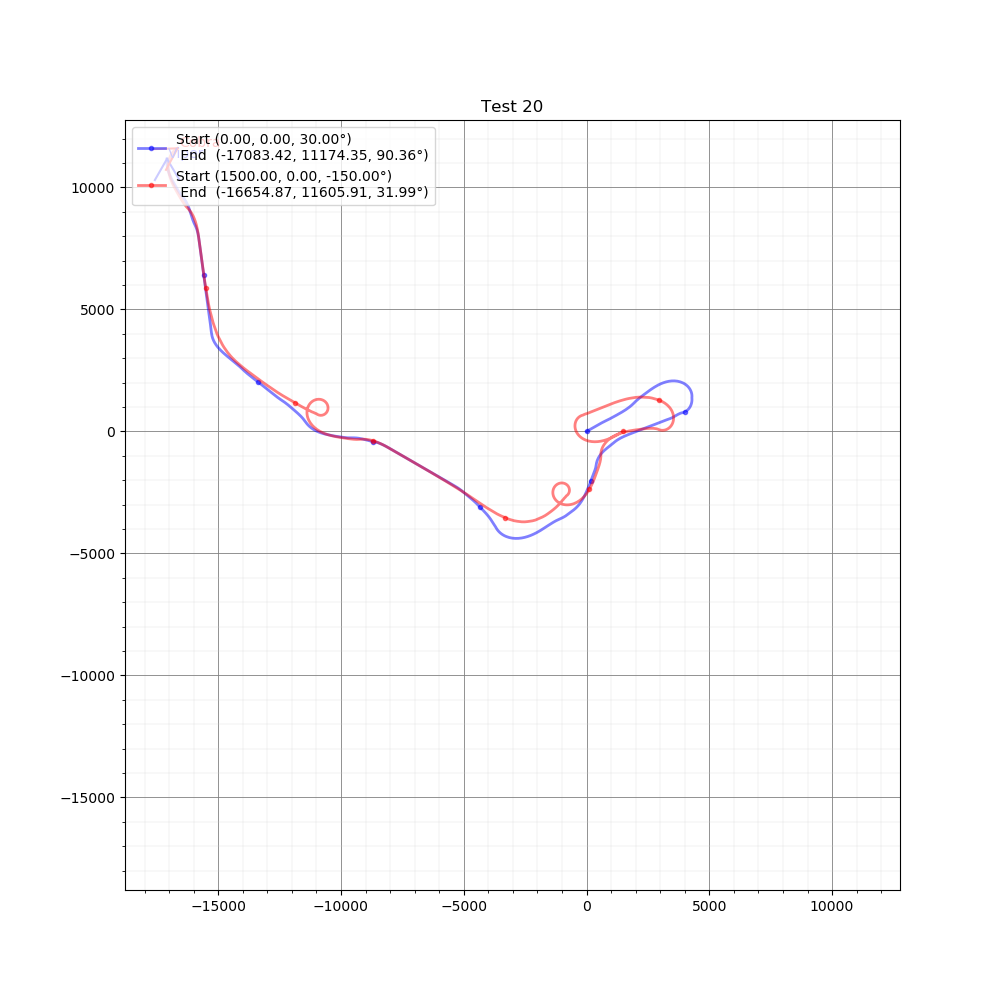 Test 20
Start (0.00, 0.00, 30.00°)
End (-17083.42, 11174.35, 90.36°)
Start (1500.00, 0.00, -150.00°)
End (-16654.87, 11605.91, 31.99°)
10000
5000
0
−5000
−10000
−15000
−15000 −10000 −5000 0 5000 10000